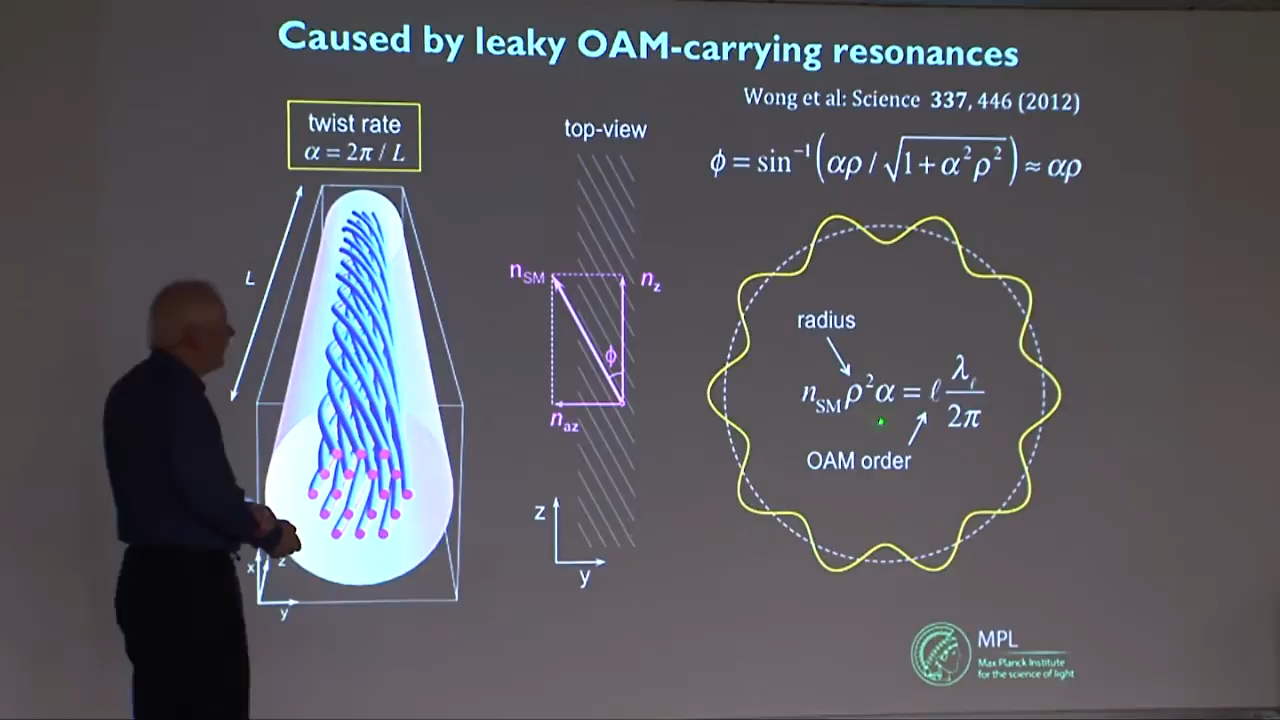 Caused by leaky OAM-carrying resonances
Wong et al: Science 337, 446 (2012)
twist rate
α = 2π / L
top-view
ϕ = sin⁻¹(αρ / √(1 + α²ρ²)) ≈ αρ
L
n_SM
n_z
ϕ
n_az
radius
n_SM ρ²α = ℓ λ_ℓ / 2π
OAM order
z
y
x
z
y
MPL
Max Planck Institute
for the science of light